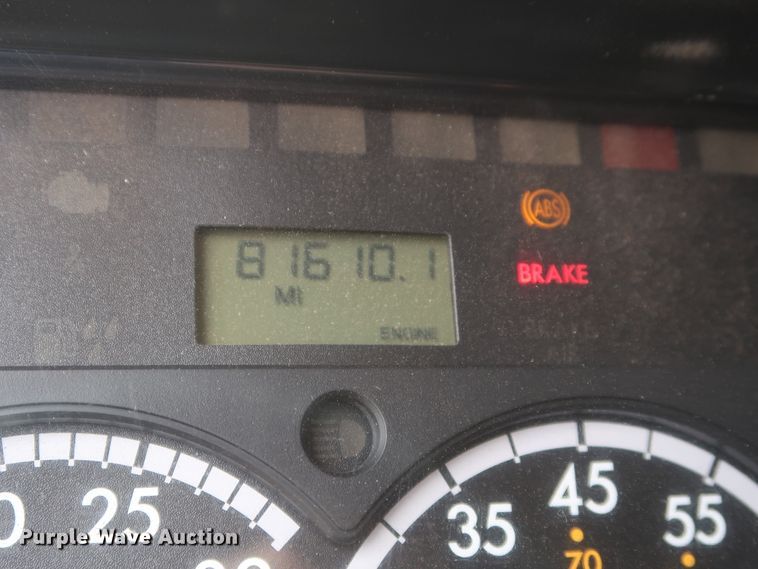 ABS
81610.1
BRAKE
MI
ENGINE
25
35
45
55
70
Purple Wave Auction